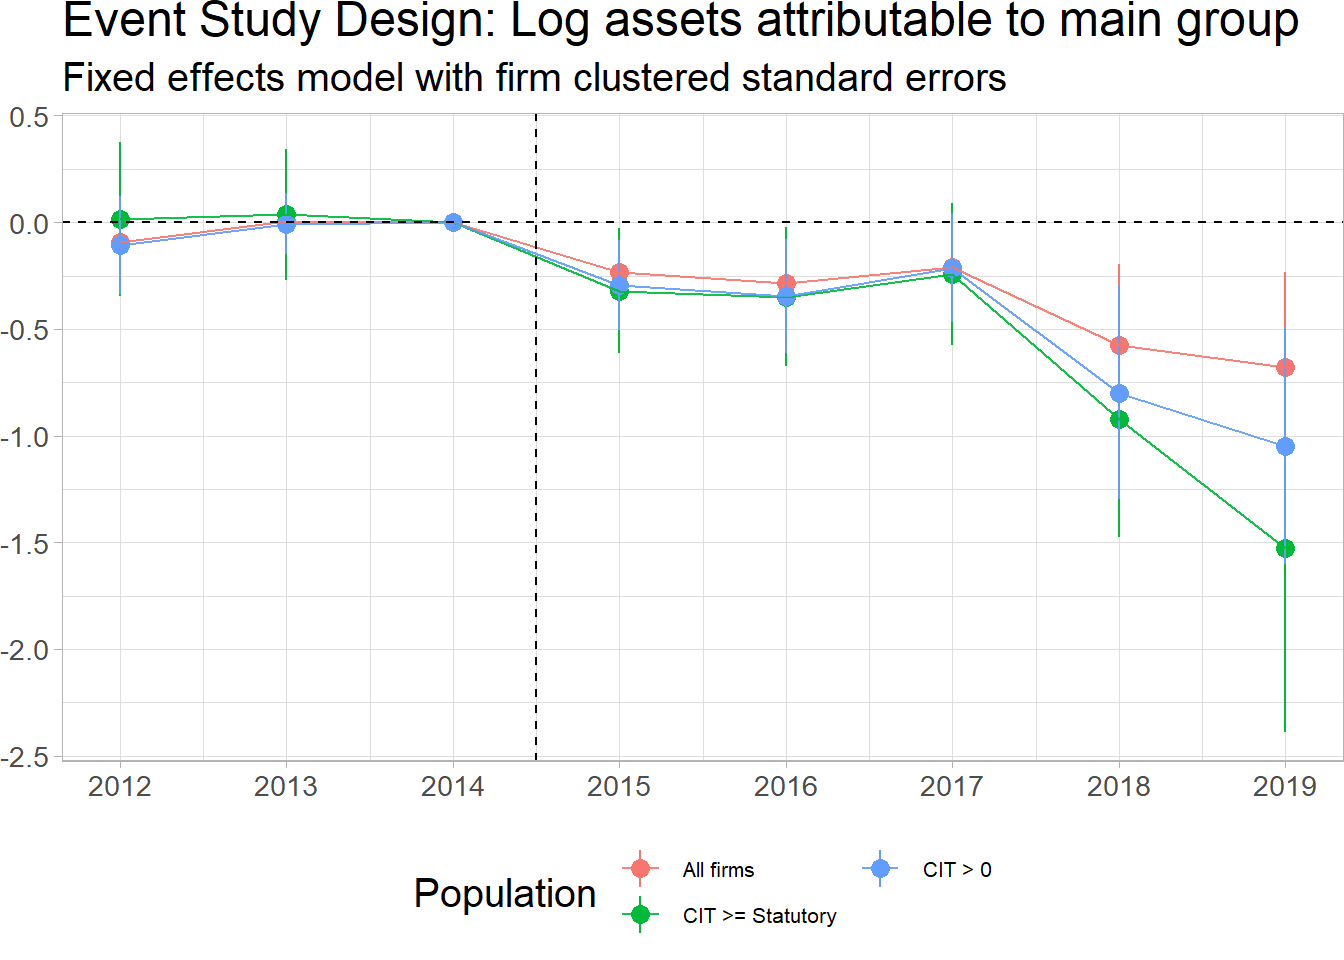 Event Study Design: Log assets attributable to main group
Fixed effects model with firm clustered standard errors
0.5
0.0
-0.5
-1.0
-1.5
-2.0
-2.5
2012 2013 2014 2015 2016 2017 2018 2019
Population
All firms
CIT > 0
CIT >= Statutory